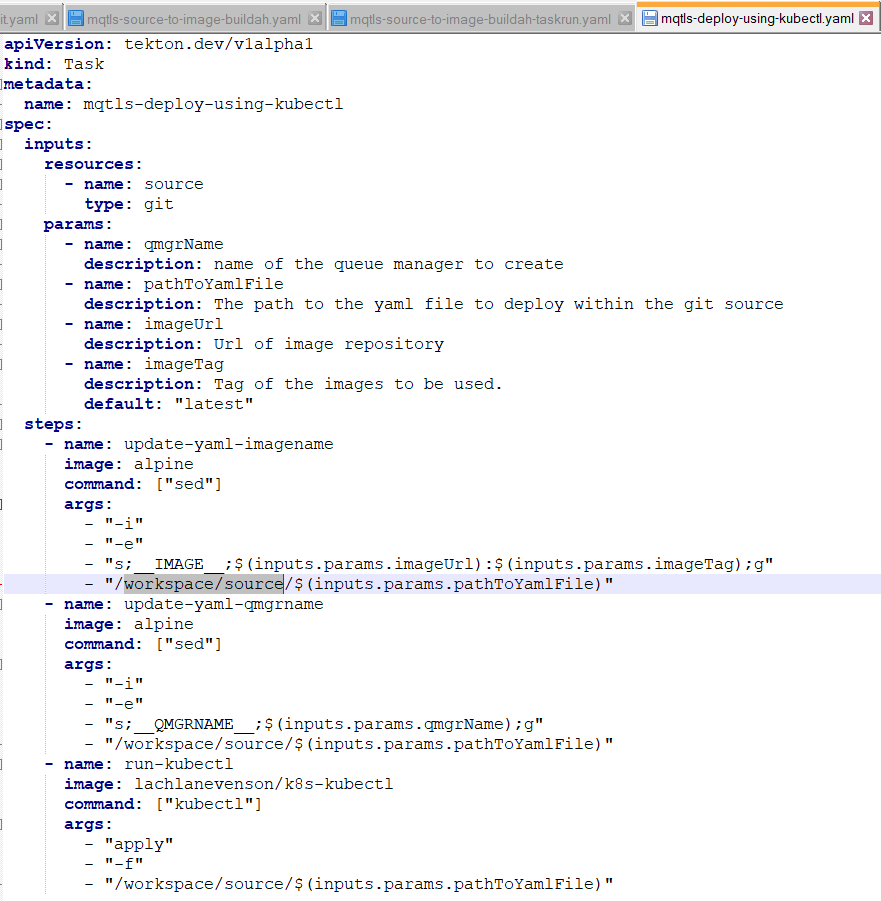 it.yaml mqtls-source-to-image-buildah.yaml mqtls-source-to-image-buildah-taskrun.yaml mqtls-deploy-using-kubectl.yaml
apiVersion: tekton.dev/v1alpha1
kind: Task
metadata:
  name: mqtls-deploy-using-kubectl
spec:
  inputs:
    resources:
      - name: source
        type: git
    params:
      - name: qmgrName
        description: name of the queue manager to create
      - name: pathToYamlFile
        description: The path to the yaml file to deploy within the git source
      - name: imageUrl
        description: Url of image repository
      - name: imageTag
        description: Tag of the images to be used.
        default: "latest"
  steps:
    - name: update-yaml-imagename
      image: alpine
      command: ["sed"]
      args:
        - "-i"
        - "-e"
        - "s;__IMAGE__;$(inputs.params.imageUrl):$(inputs.params.imageTag);g"
        - "/workspace/source/$(inputs.params.pathToYamlFile)"
    - name: update-yaml-qmgrname
      image: alpine
      command: ["sed"]
      args:
        - "-i"
        - "-e"
        - "s;__QMGRNAME__;$(inputs.params.qmgrName);g"
        - "/workspace/source/$(inputs.params.pathToYamlFile)"
    - name: run-kubectl
      image: lachlanevenson/k8s-kubectl
      command: ["kubectl"]
      args:
        - "apply"
        - "-f"
        - "/workspace/source/$(inputs.params.pathToYamlFile)"